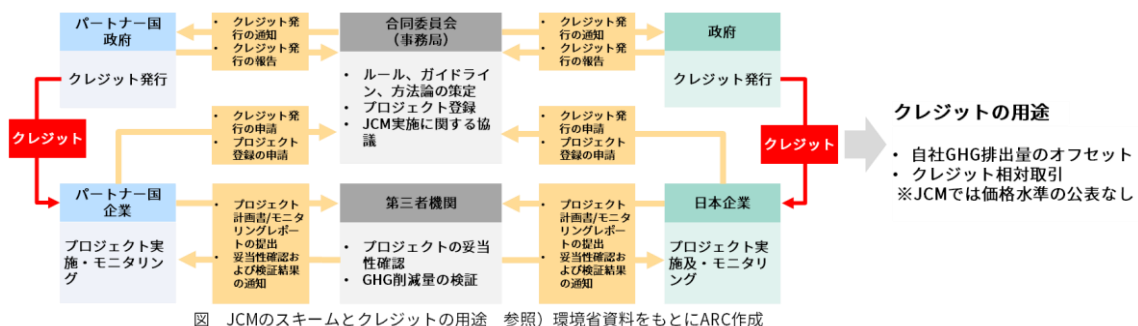 パートナー国
政府
クレジット発行
• クレジット発
行の通知
• クレジット発
行の報告
合同委員会
(事務局)
• ルール、ガイドライ
ン、方法論の策定
• プロジェクト登録
• JCM実施に関する協
議
• クレジット発
行の通知
• クレジット発
行の報告
政府
クレジット発行
クレジット
• クレジット発
行の申請
• プロジェクト
登録の申請
• クレジット発
行の申請
• プロジェクト
登録の申請
クレジット
パートナー国
企業
プロジェクト実
施・モニタリン
グ
• プロジェクト
計画書/モニタ
リングレポート
の提出
• 妥当性確認お
よび検証結果
の通知
第三者機関
• プロジェクトの妥当
性確認
• GHG削減量の検証
• プロジェクト
計画書/モニタ
リングレポート
の提出
• 妥当性確認お
よび検証結果
の通知
日本企業
プロジェクト実
施及・モニタリ
ング
クレジットの用途
• 自社GHG排出量のオフセット
• クレジット相対取引
※JCMでは価格水準の公表なし
図 JCMのスキームとクレジットの用途 参照）環境省資料をもとにARC作成